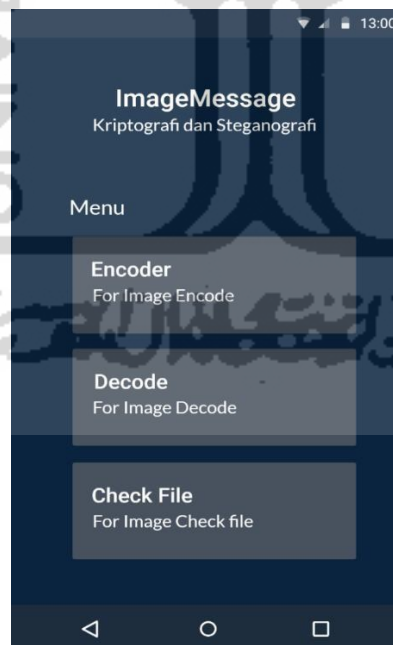 13:00
ImageMessage
Kriptografi dan Steganografi
Menu
Encoder
For Image Encode
Decode
For Image Decode
Check File
For Image Check file